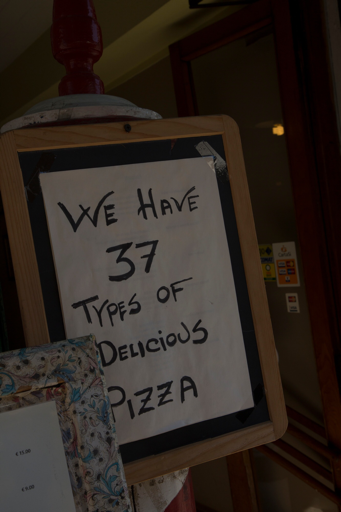 WE HAVE
37
TYPES OF
DELICIOUS
PIZZA